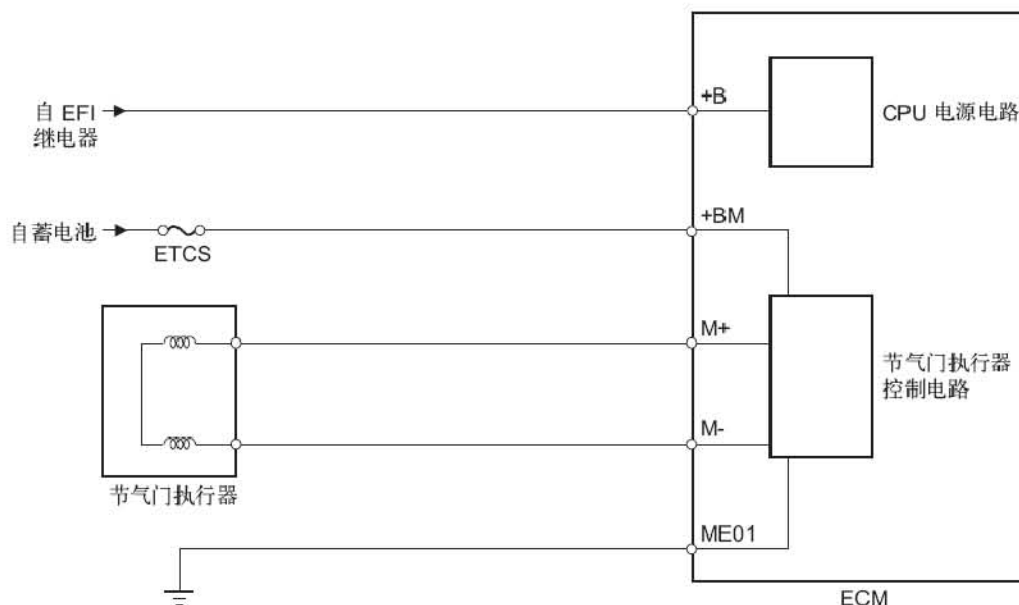 自 EFI
继电器
+B
CPU 电源电路
自蓄电池
ETCS
+BM
M+
节气门执行器
控制电路
M-
节气门执行器
ME01
ECM